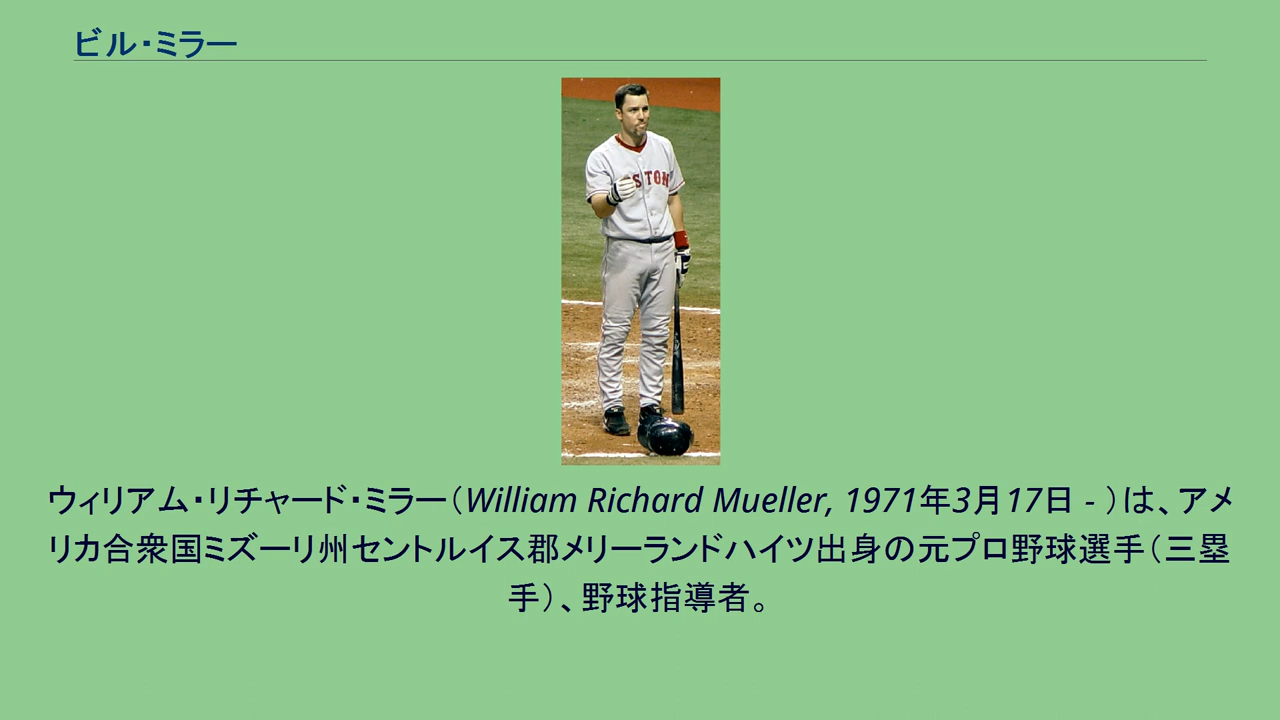 ビル・ミラー
S TON
ウィリアム・リチャード・ミラー（William Richard Mueller, 1971年3月17日 - ）は、アメ
リカ合衆国ミズーリ州セントルイス郡メリーランドハイツ出身の元プロ野球選手（三塁
手）、野球指導者。